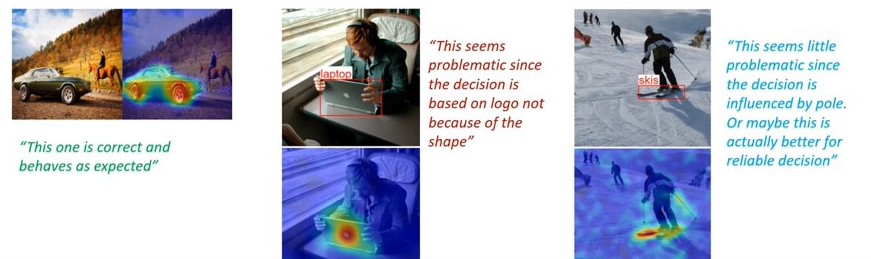 “This one is correct and
behaves as expected”
laptop
“This seems
problematic since
the decision is
based on logo not
because of the
shape”
skis
“This seems little
problematic since
the decision is
influenced by pole.
Or maybe this is
actually better for
reliable decision”